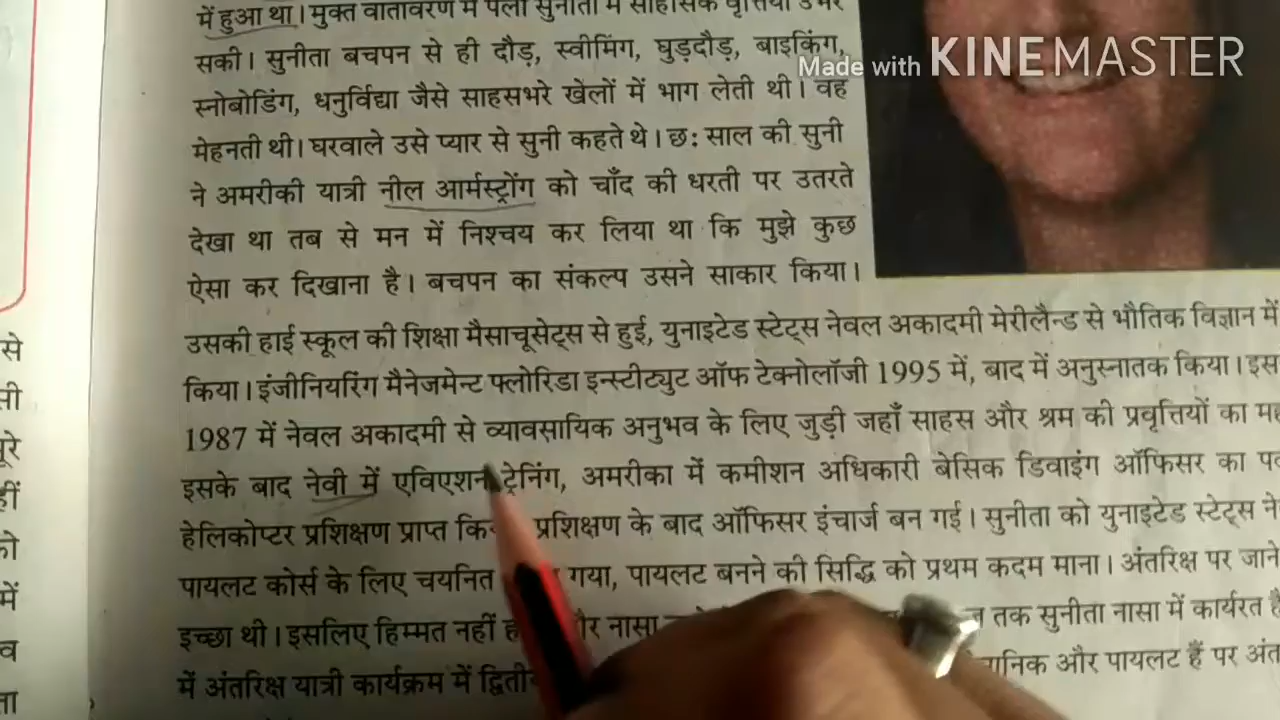 में हुआ था। मुक्त वातावरण में पली सुनीता में साहसिक वृत्तियाँ उभर
Made with KINEMASTER
सकी। सुनीता बचपन से ही दौड़, स्वीमिंग, घुड़दौड़, बाइकिंग,
स्नोबोडिंग, धनुर्विद्या जैसे साहसभरे खेलों में भाग लेती थी। वह
मेहनती थी। घरवाले उसे प्यार से सुनी कहते थे। छः साल की सुनी
ने अमरीकी यात्री नील आर्मस्ट्रोंग को चाँद की धरती पर उतरते
देखा था तब से मन में निश्चय कर लिया था कि मुझे कुछ
ऐसा कर दिखाना है। बचपन का संकल्प उसने साकार किया।
उसकी हाई स्कूल की शिक्षा मैसाचूसेट्स से हुई, युनाइटेड स्टेट्स नेवल अकादमी मेरीलैन्ड से भौतिक विज्ञान में
किया। इंजीनियरिंग मैनेजमेन्ट फ्लोरिडा इन्स्टीट्युट ऑफ टेक्नोलॉजी 1995 में, बाद में अनुस्नातक किया। इस
1987 में नेवल अकादमी से व्यावसायिक अनुभव के लिए जुड़ी जहाँ साहस और श्रम की प्रवृत्तियों का
इसके बाद नेवी में एविएशन ट्रेनिंग, अमरीका में कमीशन अधिकारी बेसिक डिवाइंग ऑफिसर का
हेलिकोप्टर प्रशिक्षण प्राप्त प्रशिक्षण के बाद ऑफिसर इंचार्ज बन गई। सुनीता को युनाइटेड स्टेट्स
पायलट कोर्स के लिए चयनित गया, पायलट बनने की सिद्धि को प्रथम कदम माना। अंतरिक्ष पर जाने
इच्छा थी। इसलिए हिम्मत नहीं नासा तक सुनीता नासा में कार्यरत
में अंतरिक्ष यात्री कार्यक्रम में और पायलट हैं पर
से
में